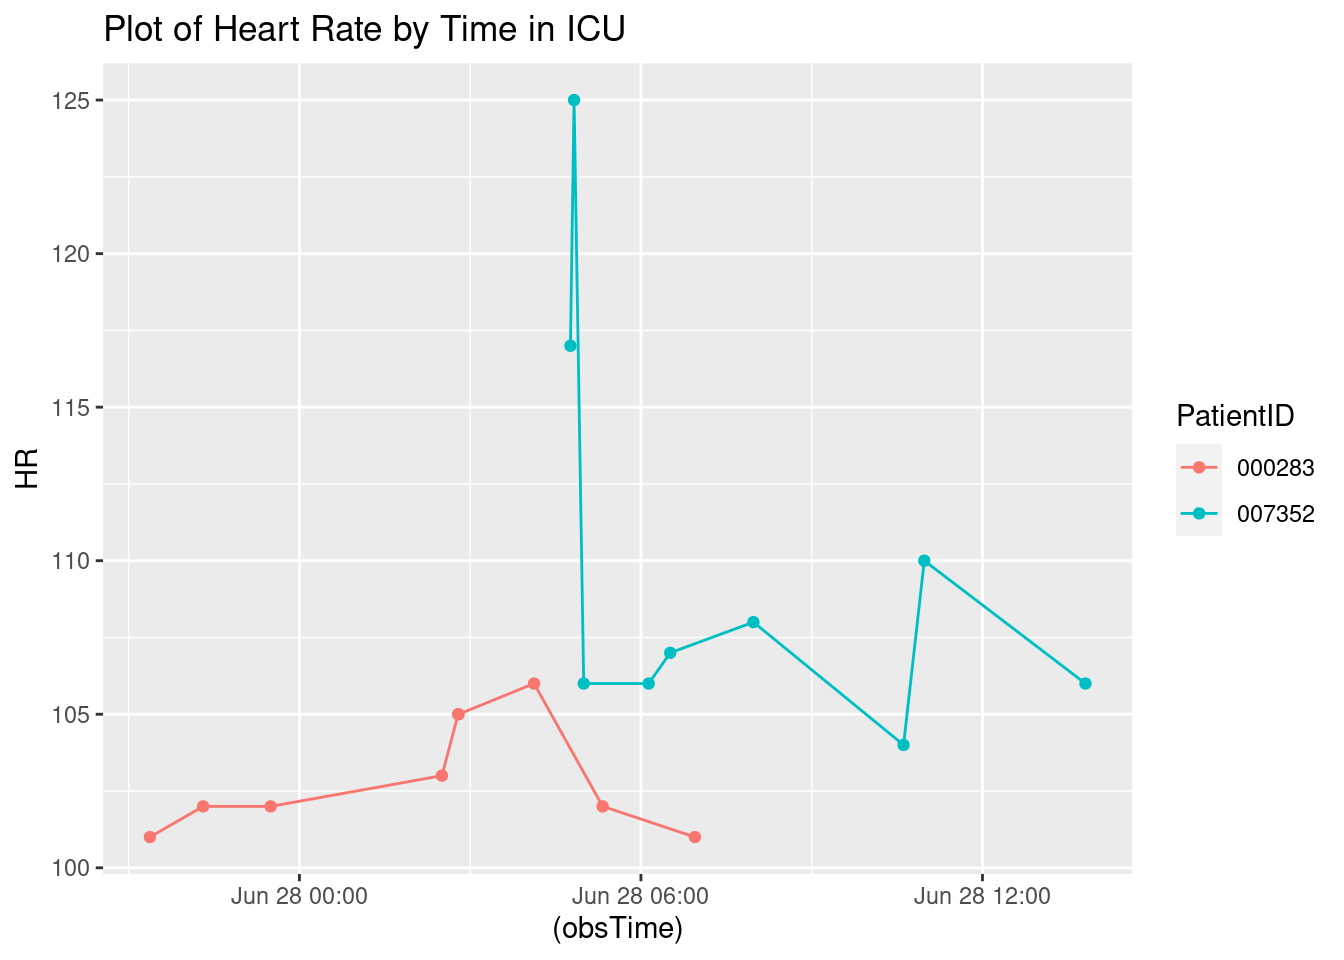 Plot of Heart Rate by Time in ICU
125
120
115
110
105
100
HR
Jun 28 00:00
Jun 28 06:00
Jun 28 12:00
(obsTime)
PatientID
000283
007352